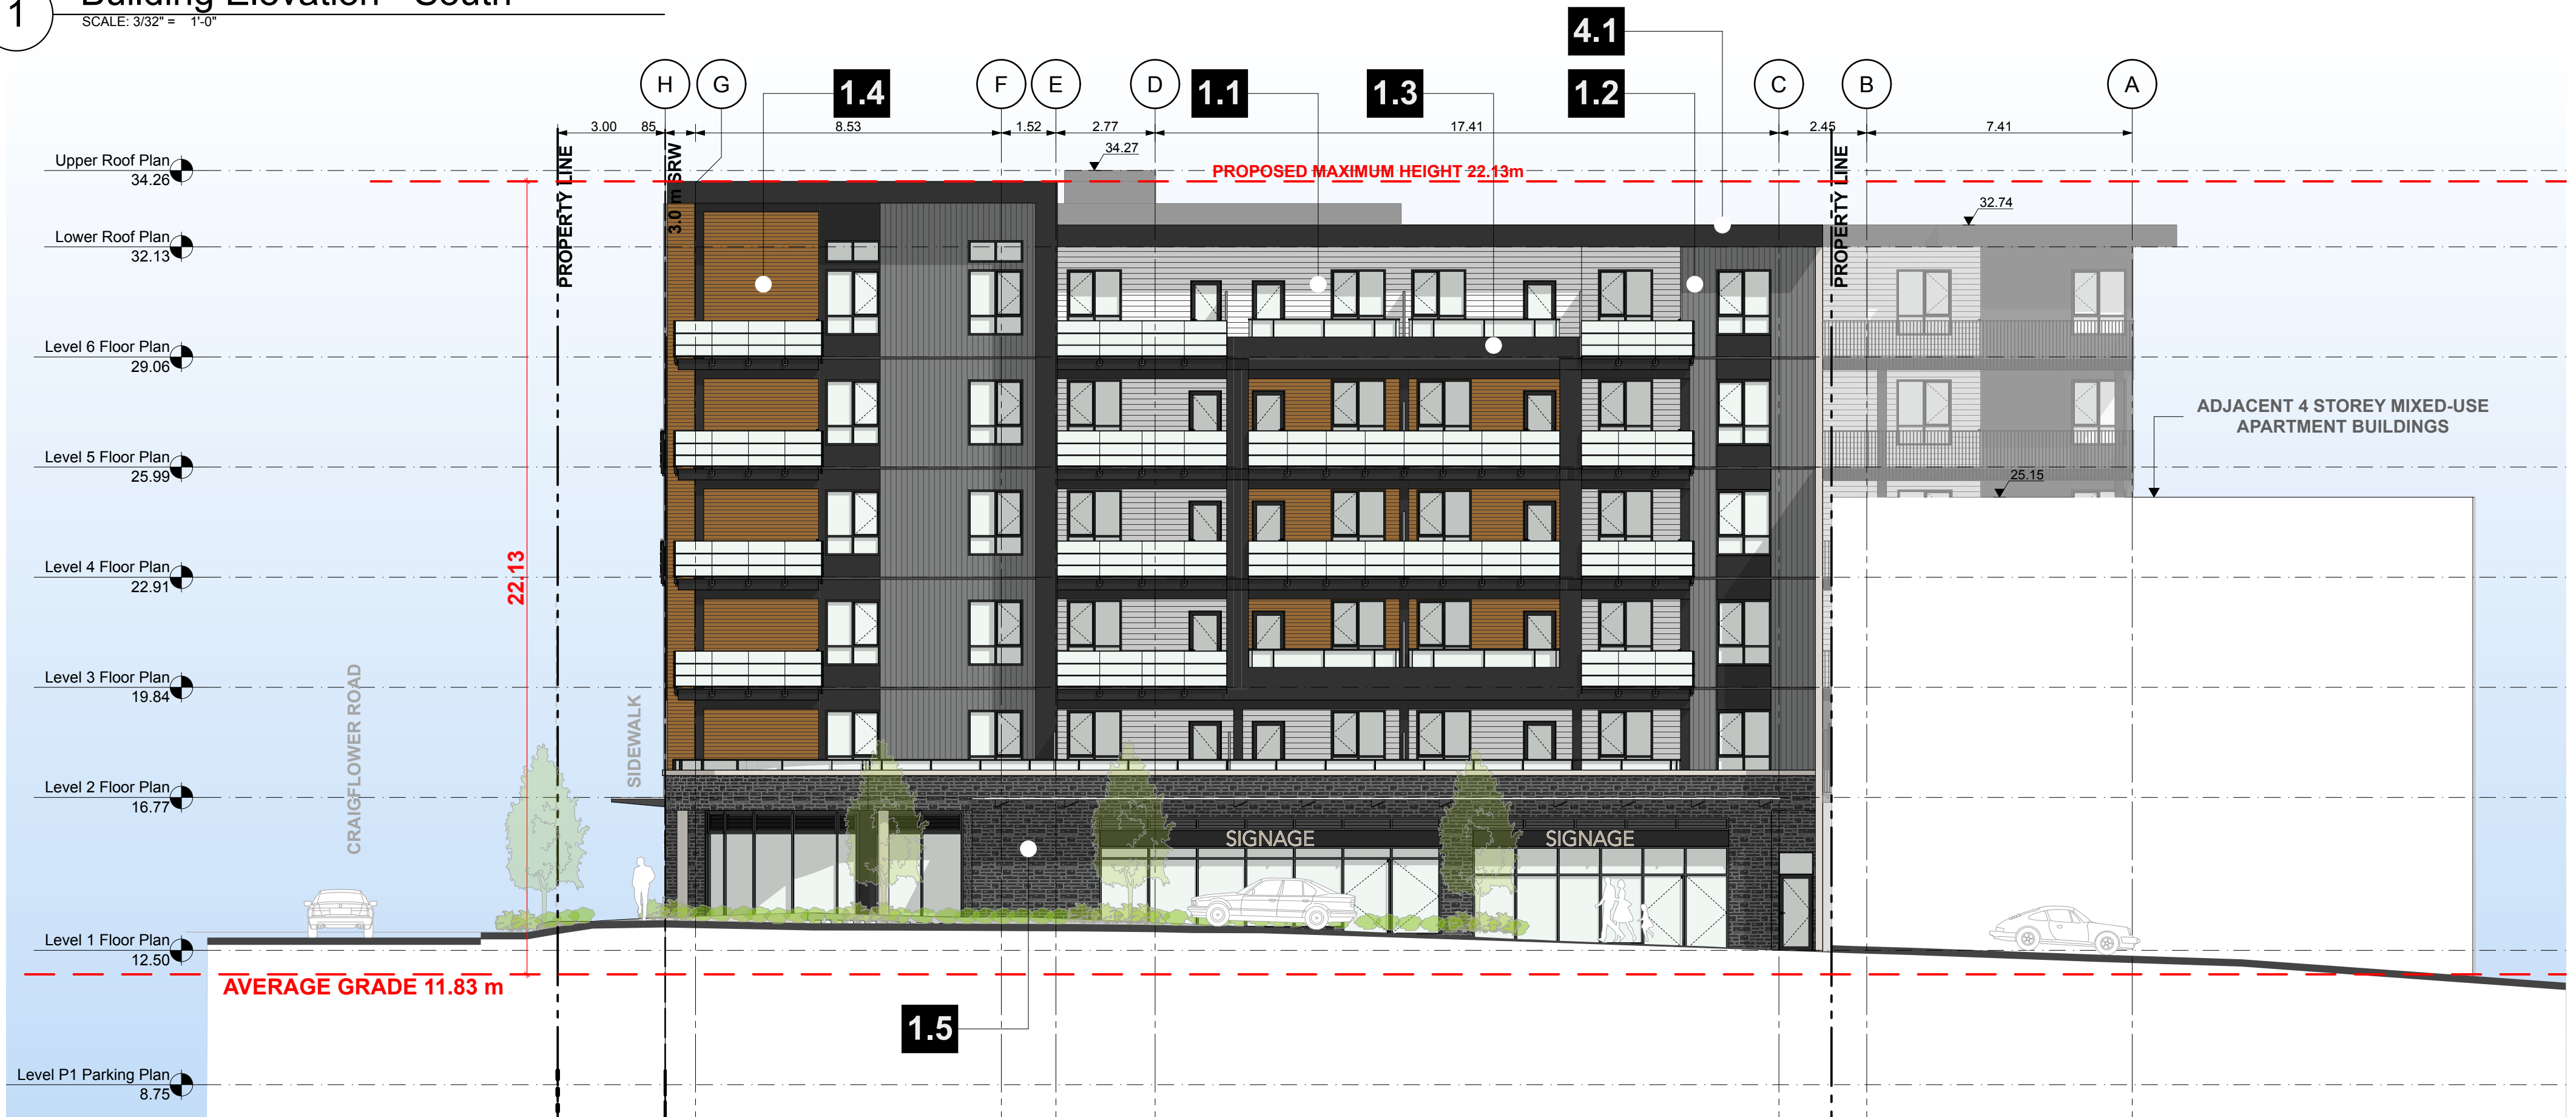 1
Building Elevation - South
SCALE: 3/32" = 1'-0"
4.1
H
G
1.4
F
E
D
1.1
1.3
1.2
C
B
A
3.00
85
8.53
1.52
2.77
17.41
2.45
7.41
34.27
PROPOSED MAXIMUM HEIGHT 22.13m
PROPERTY LINE
3.0 m SRW
PROPERTY LINE
32.74
Upper Roof Plan
34.26
Lower Roof Plan
32.13
Level 6 Floor Plan
29.06
Level 5 Floor Plan
25.99
Level 4 Floor Plan
22.91
Level 3 Floor Plan
19.84
Level 2 Floor Plan
16.77
Level 1 Floor Plan
12.50
Level P1 Parking Plan
8.75
22.13
ADJACENT 4 STOREY MIXED-USE
APARTMENT BUILDINGS
25.15
CRAIGFLOWER ROAD
SIDEWALK
SIGNAGE
SIGNAGE
AVERAGE GRADE 11.83 m
1.5